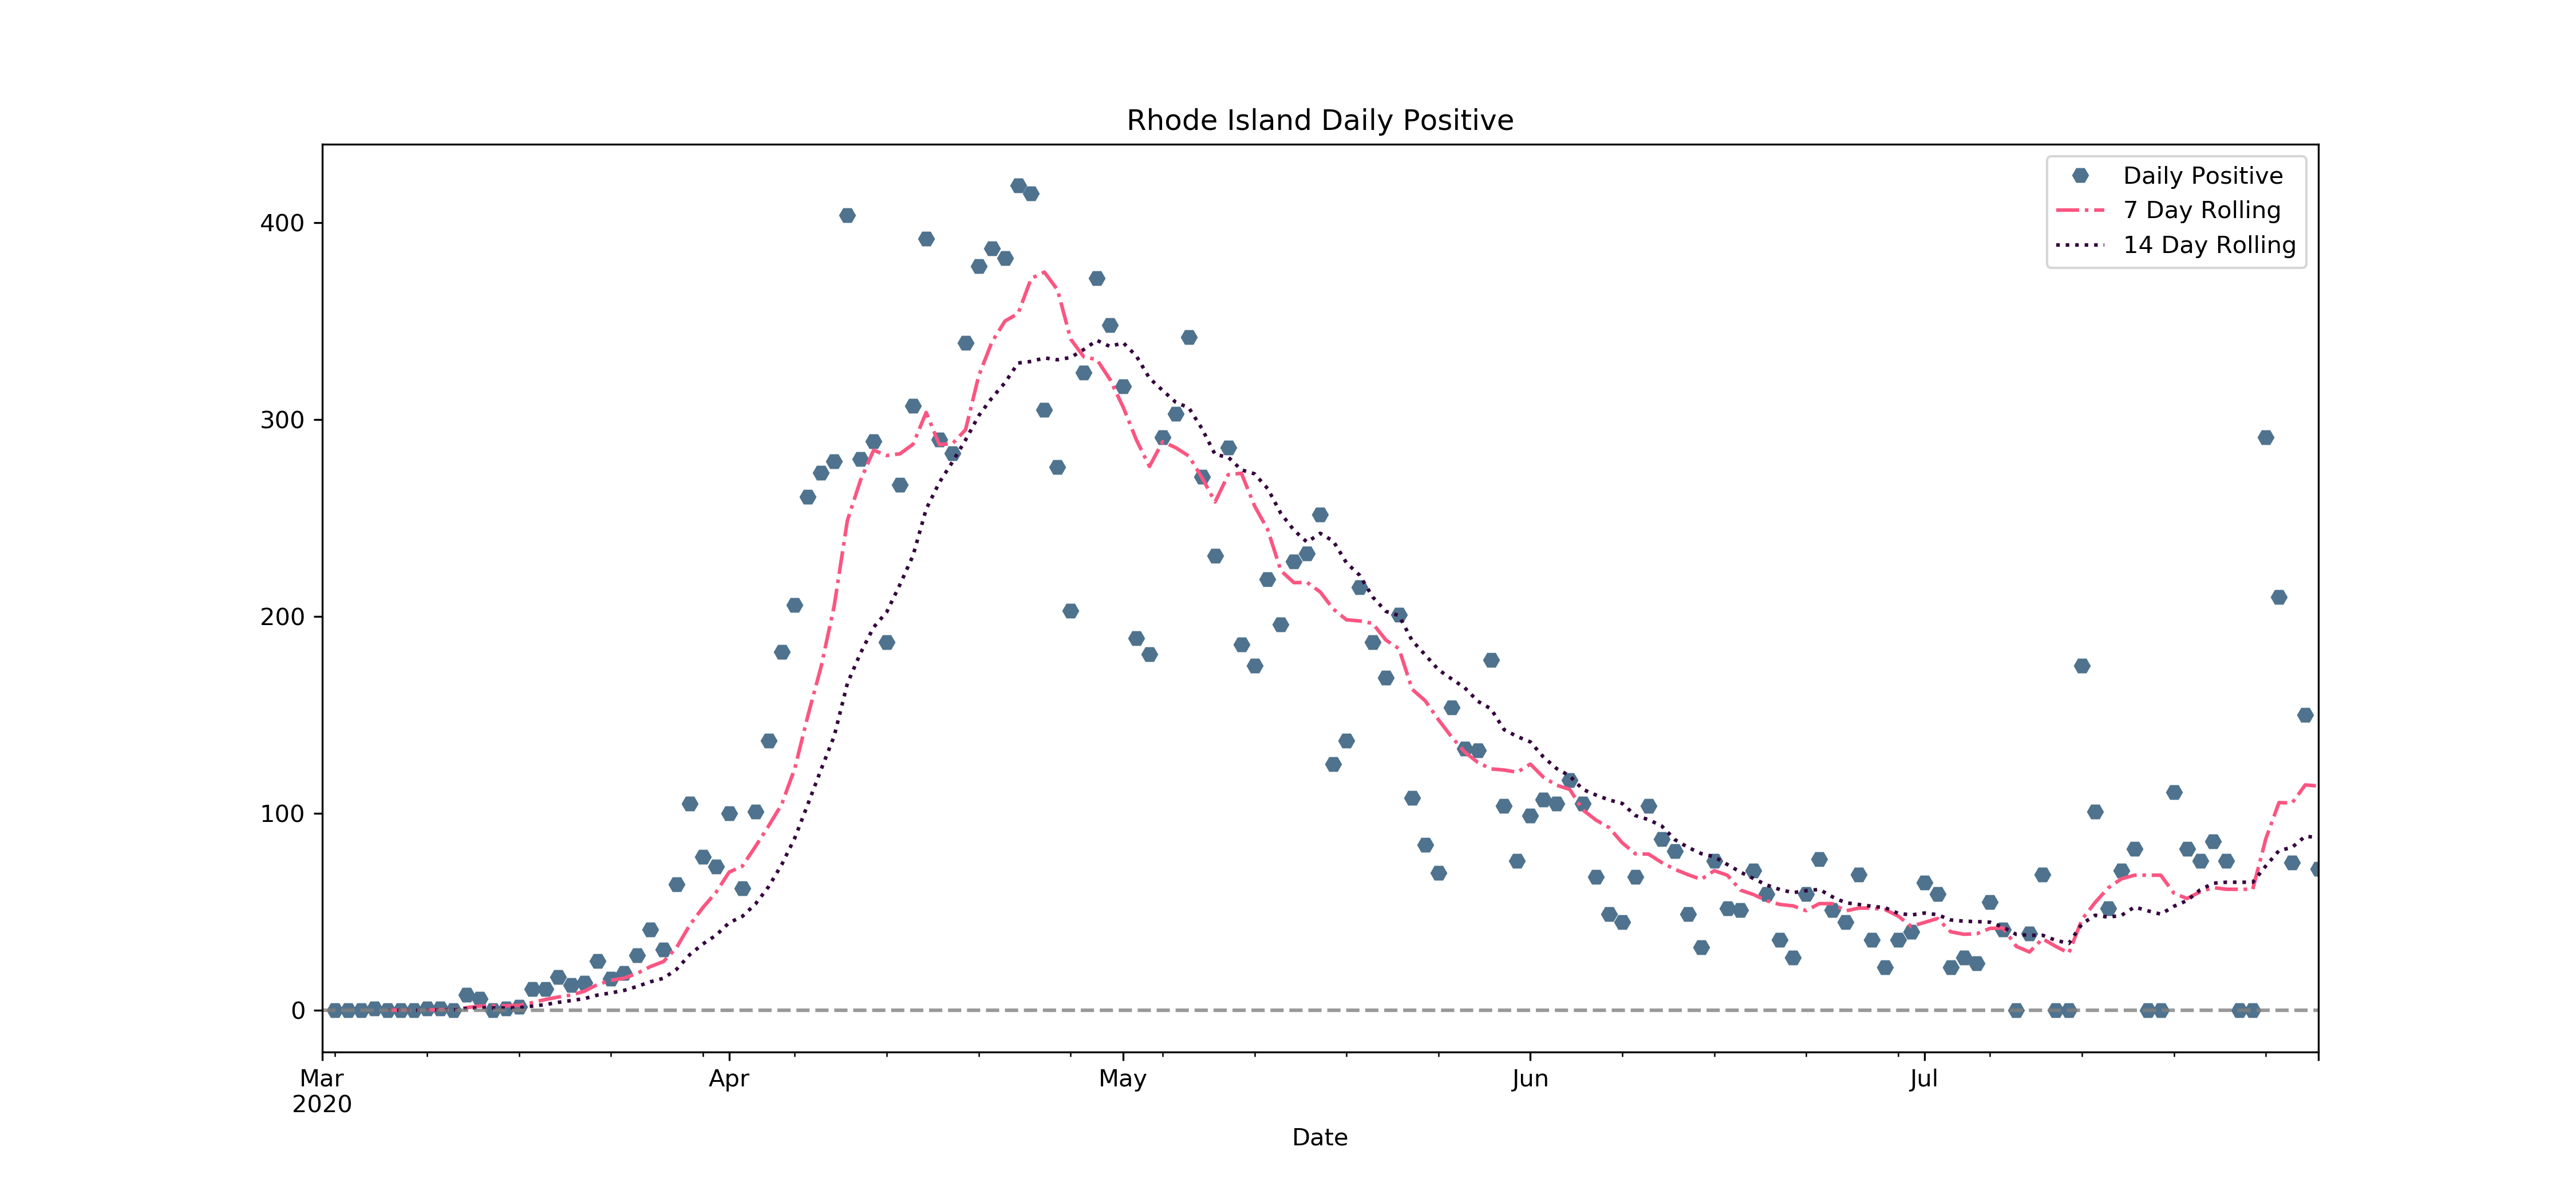 Rhode Island Daily Positive
Daily Positive
7 Day Rolling
14 Day Rolling
400
300
200
100
0
Mar Apr May Jun Jul
2020
Date